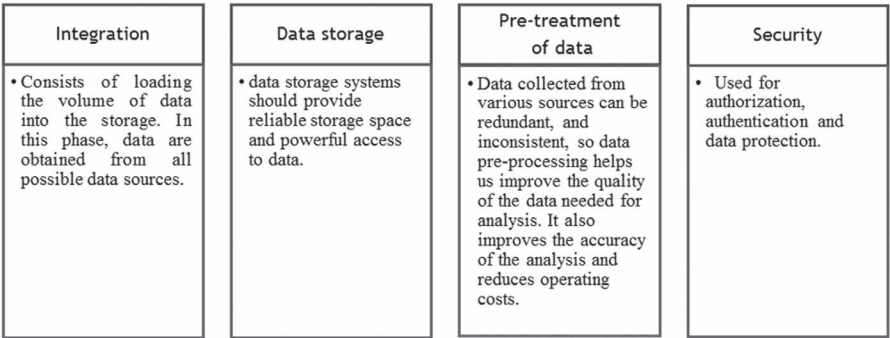 Integration
• Consists of loading
the volume of data
into the storage. In
this phase, data are
obtained from all
possible data sources.
Data storage
• data storage systems
should provide
reliable storage space
and powerful access
to data.
Pre-treatment
of data
• Data collected from
various sources can be
redundant, and
inconsistent, so data
pre-processing helps
us improve the quality
of the data needed for
analysis. It also
improves the accuracy
of the analysis and
reduces operating
costs.
Security
• Used for
authorization,
authentication and
data protection.